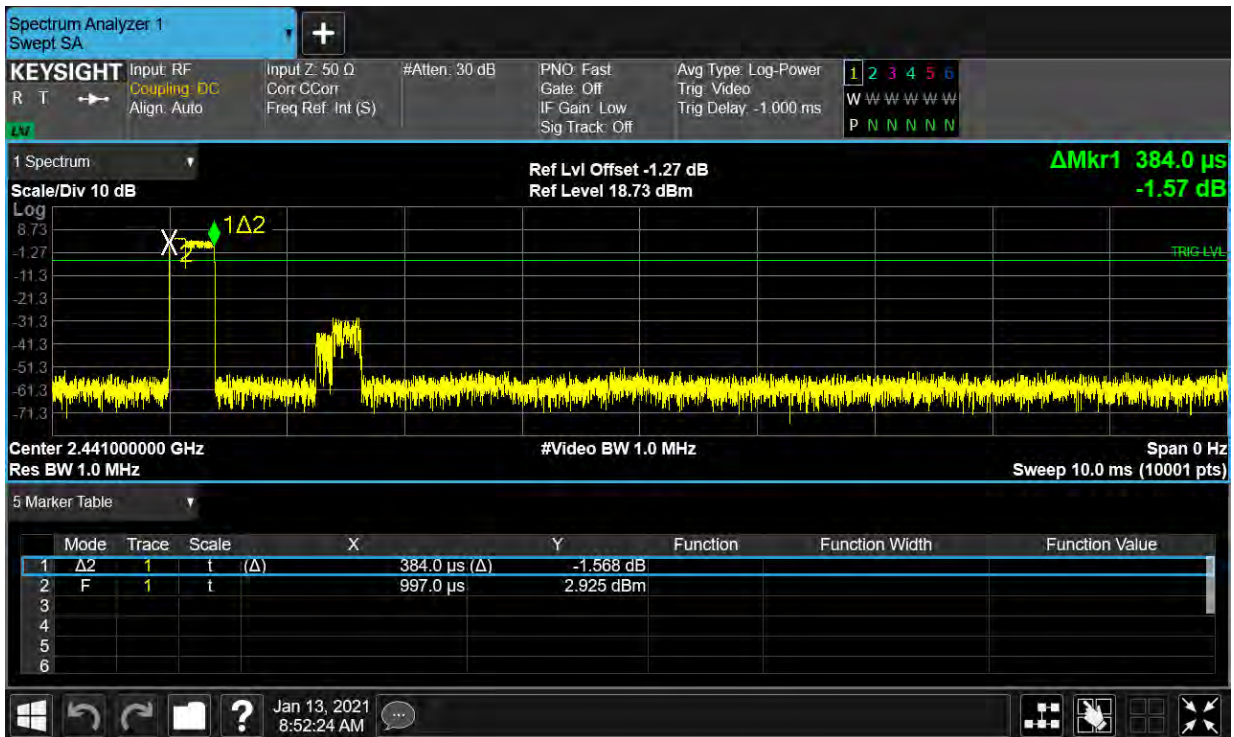 Spectrum Analyzer 1
Swept SA
+
KEYSIGHT
R T
LXI
Input: RF
Coupling: DC
Align: Auto
Input Z: 50 Ω
Corr CCorr
Freq Ref: Int (S)
#Atten: 30 dB
PNO: Fast
Gate: Off
IF Gain: Low
Sig Track: Off
Avg Type: Log-Power
Trig: Video
Trig Delay: -1.000 ms
1 2 3 4 5 6
W W W W W W
P N N N N N
1 Spectrum
Scale/Div 10 dB
Ref Lvl Offset -1.27 dB
Ref Level 18.73 dBm
ΔMkr1 384.0 µs
-1.57 dB
Log
8.73
-1.27
-11.3
-21.3
-31.3
-41.3
-51.3
-61.3
-71.3
1Δ2
2
TRIG LVL
Center 2.441000000 GHz
Res BW 1.0 MHz
#Video BW 1.0 MHz
Span 0 Hz
Sweep 10.0 ms (10001 pts)
5 Marker Table
Mode Trace Scale X Y Function Function Width Function Value
1 Δ2 1 t (Δ) 384.0 µs (Δ) -1.568 dB
2 F 1 t 997.0 µs 2.925 dBm
3
4
5
6
?
Jan 13, 2021
8:52:24 AM